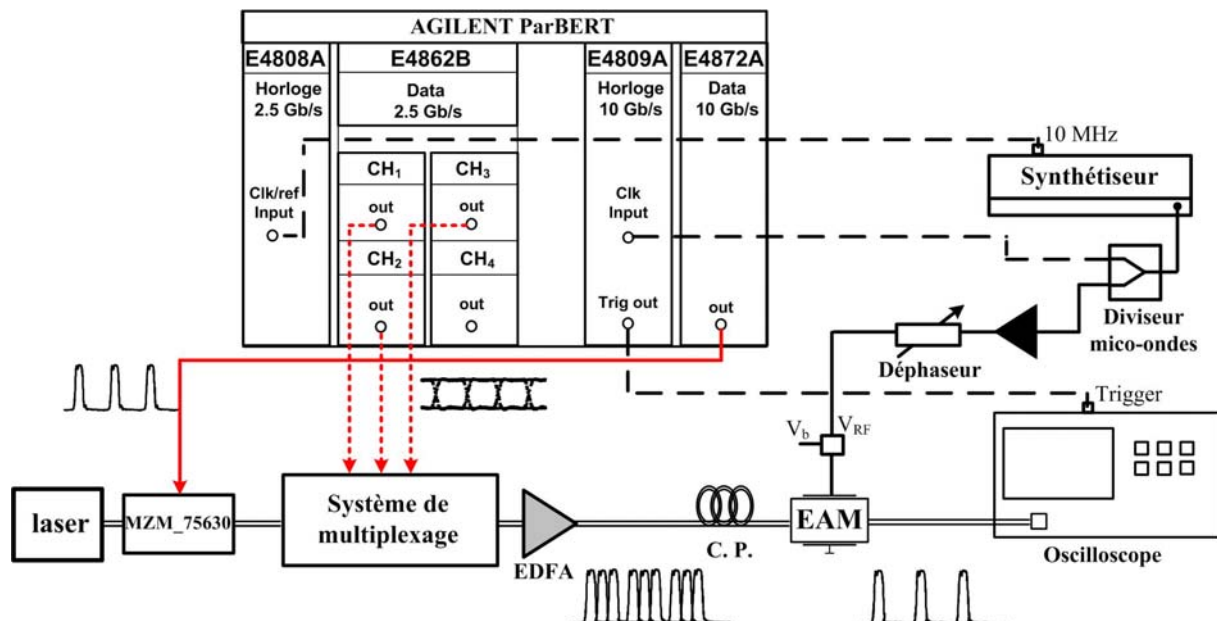 AGILENT ParBERT
E4808A
E4862B
E4809A
E4872A
Horloge
2.5 Gb/s
Data
2.5 Gb/s
Horloge
10 Gb/s
Data
10 Gb/s
10 MHz
Synthétiseur
CH1
CH3
Clk/ref
Input
out
out
Clk
Input
CH2
CH4
out
out
Trig out
out
Diviseur
mico-ondes
Déphaseur
Trigger
Vb
VRF
laser
MZM_75630
Système de
multiplexage
EDFA
C. P.
EAM
Oscilloscope